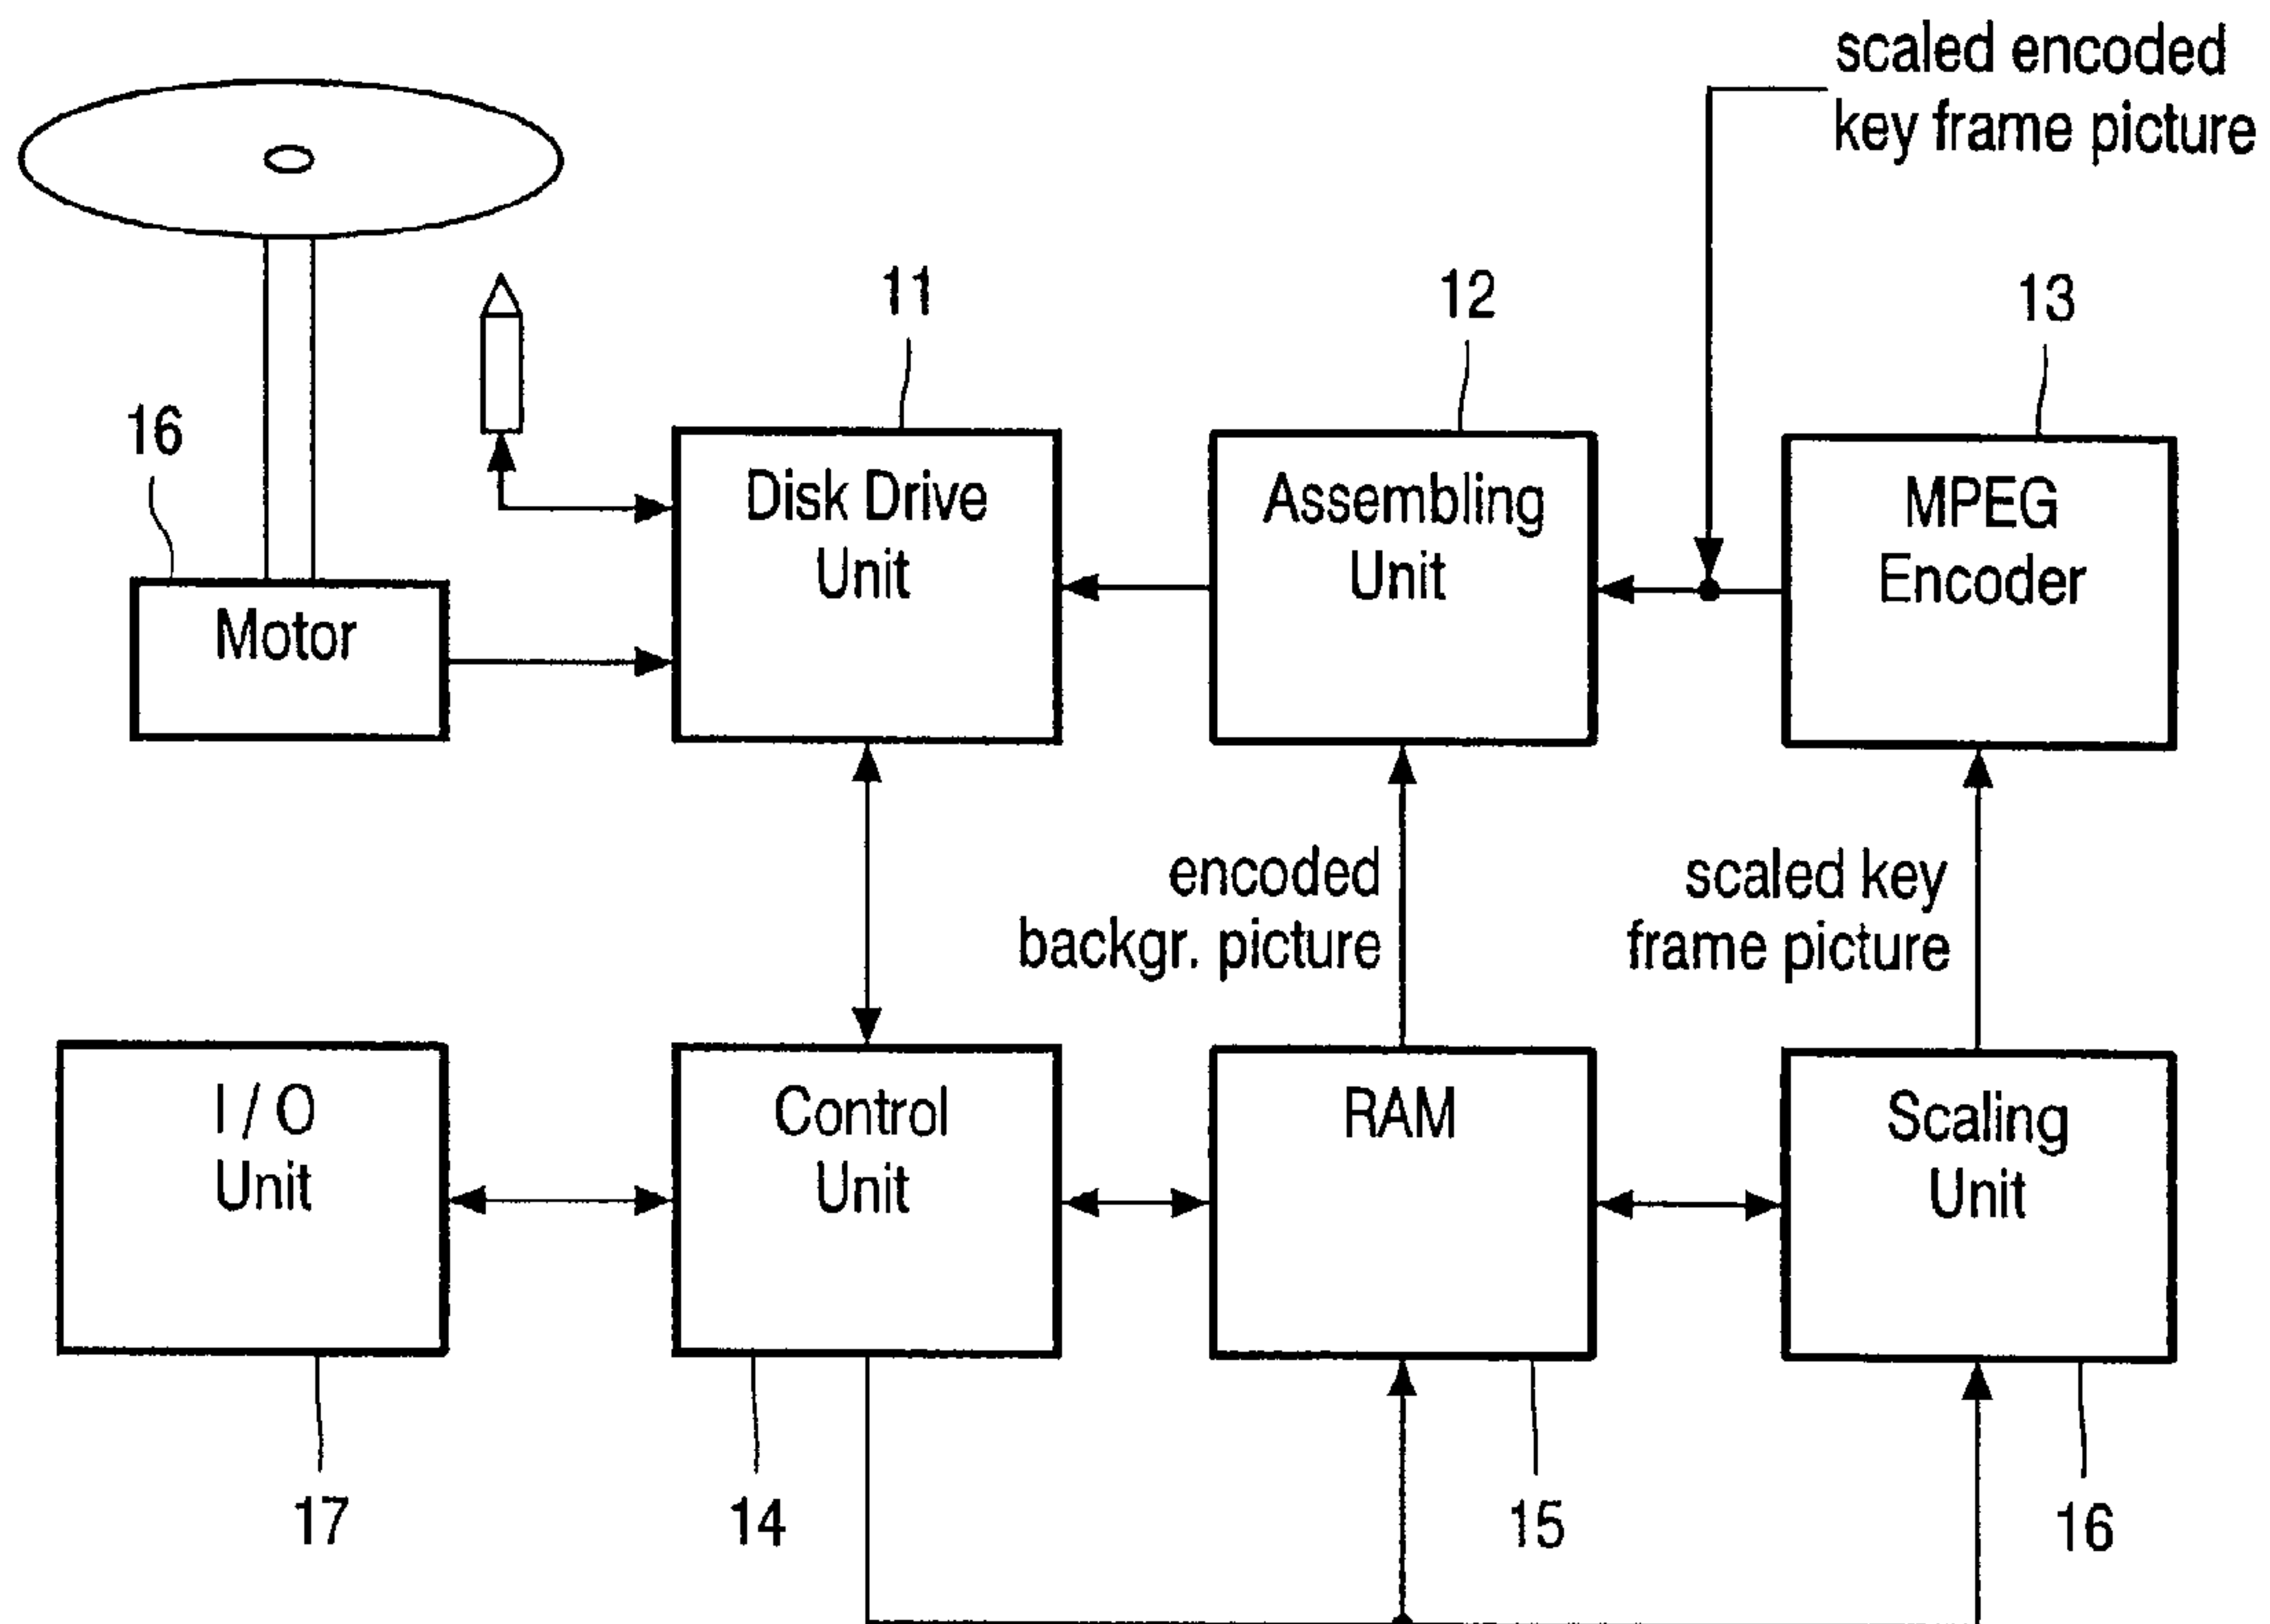 scaled encoded
key frame picture
11
12
13
16
Disk Drive
Unit
Assembling
Unit
MPEG
Encoder
Motor
encoded
backgr. picture
scaled key
frame picture
I / O
Unit
Control
Unit
RAM
Scaling
Unit
17
14
15
16